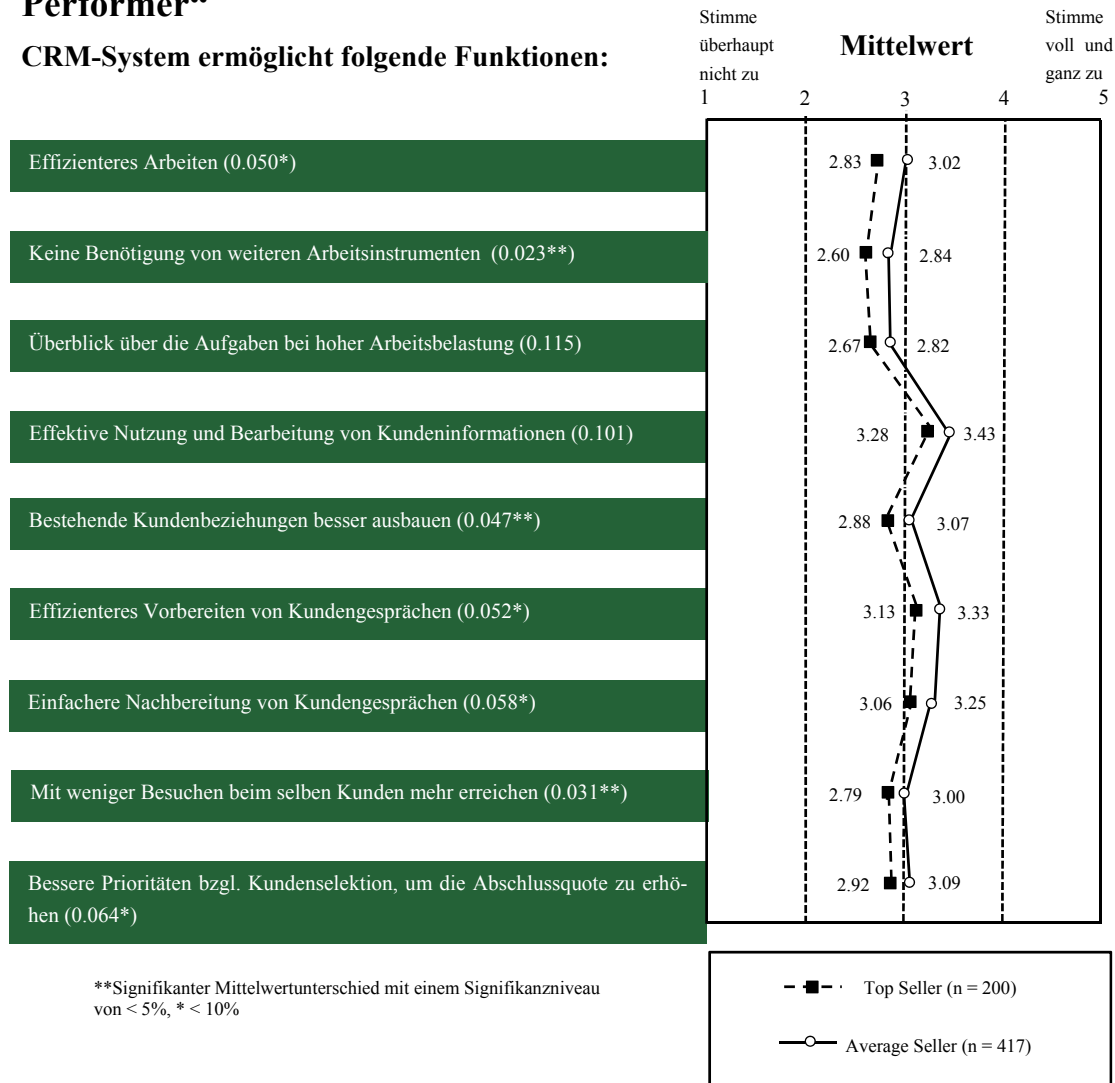 Performer“
CRM-System ermöglicht folgende Funktionen:
Stimme
überhaupt
nicht zu
Mittelwert
Stimme
voll und
ganz zu
1 2 3 4 5
Effizienteres Arbeiten (0.050*)
2.83 3.02
Keine Benötigung von weiteren Arbeitsinstrumenten (0.023**)
2.60 2.84
Überblick über die Aufgaben bei hoher Arbeitsbelastung (0.115)
2.67 2.82
Effektive Nutzung und Bearbeitung von Kundeninformationen (0.101)
3.28 3.43
Bestehende Kundenbeziehungen besser ausbauen (0.047**)
2.88 3.07
Effizienteres Vorbereiten von Kundengesprächen (0.052*)
3.13 3.33
Einfachere Nachbereitung von Kundengesprächen (0.058*)
3.06 3.25
Mit weniger Besuchen beim selben Kunden mehr erreichen (0.031**)
2.79 3.00
Bessere Prioritäten bzgl. Kundenselektion, um die Abschlussquote zu erhö-
hen (0.064*)
2.92 3.09
**Signifikanter Mittelwertunterschied mit einem Signifikanzniveau
von < 5%, * < 10%
Top Seller (n = 200)
Average Seller (n = 417)